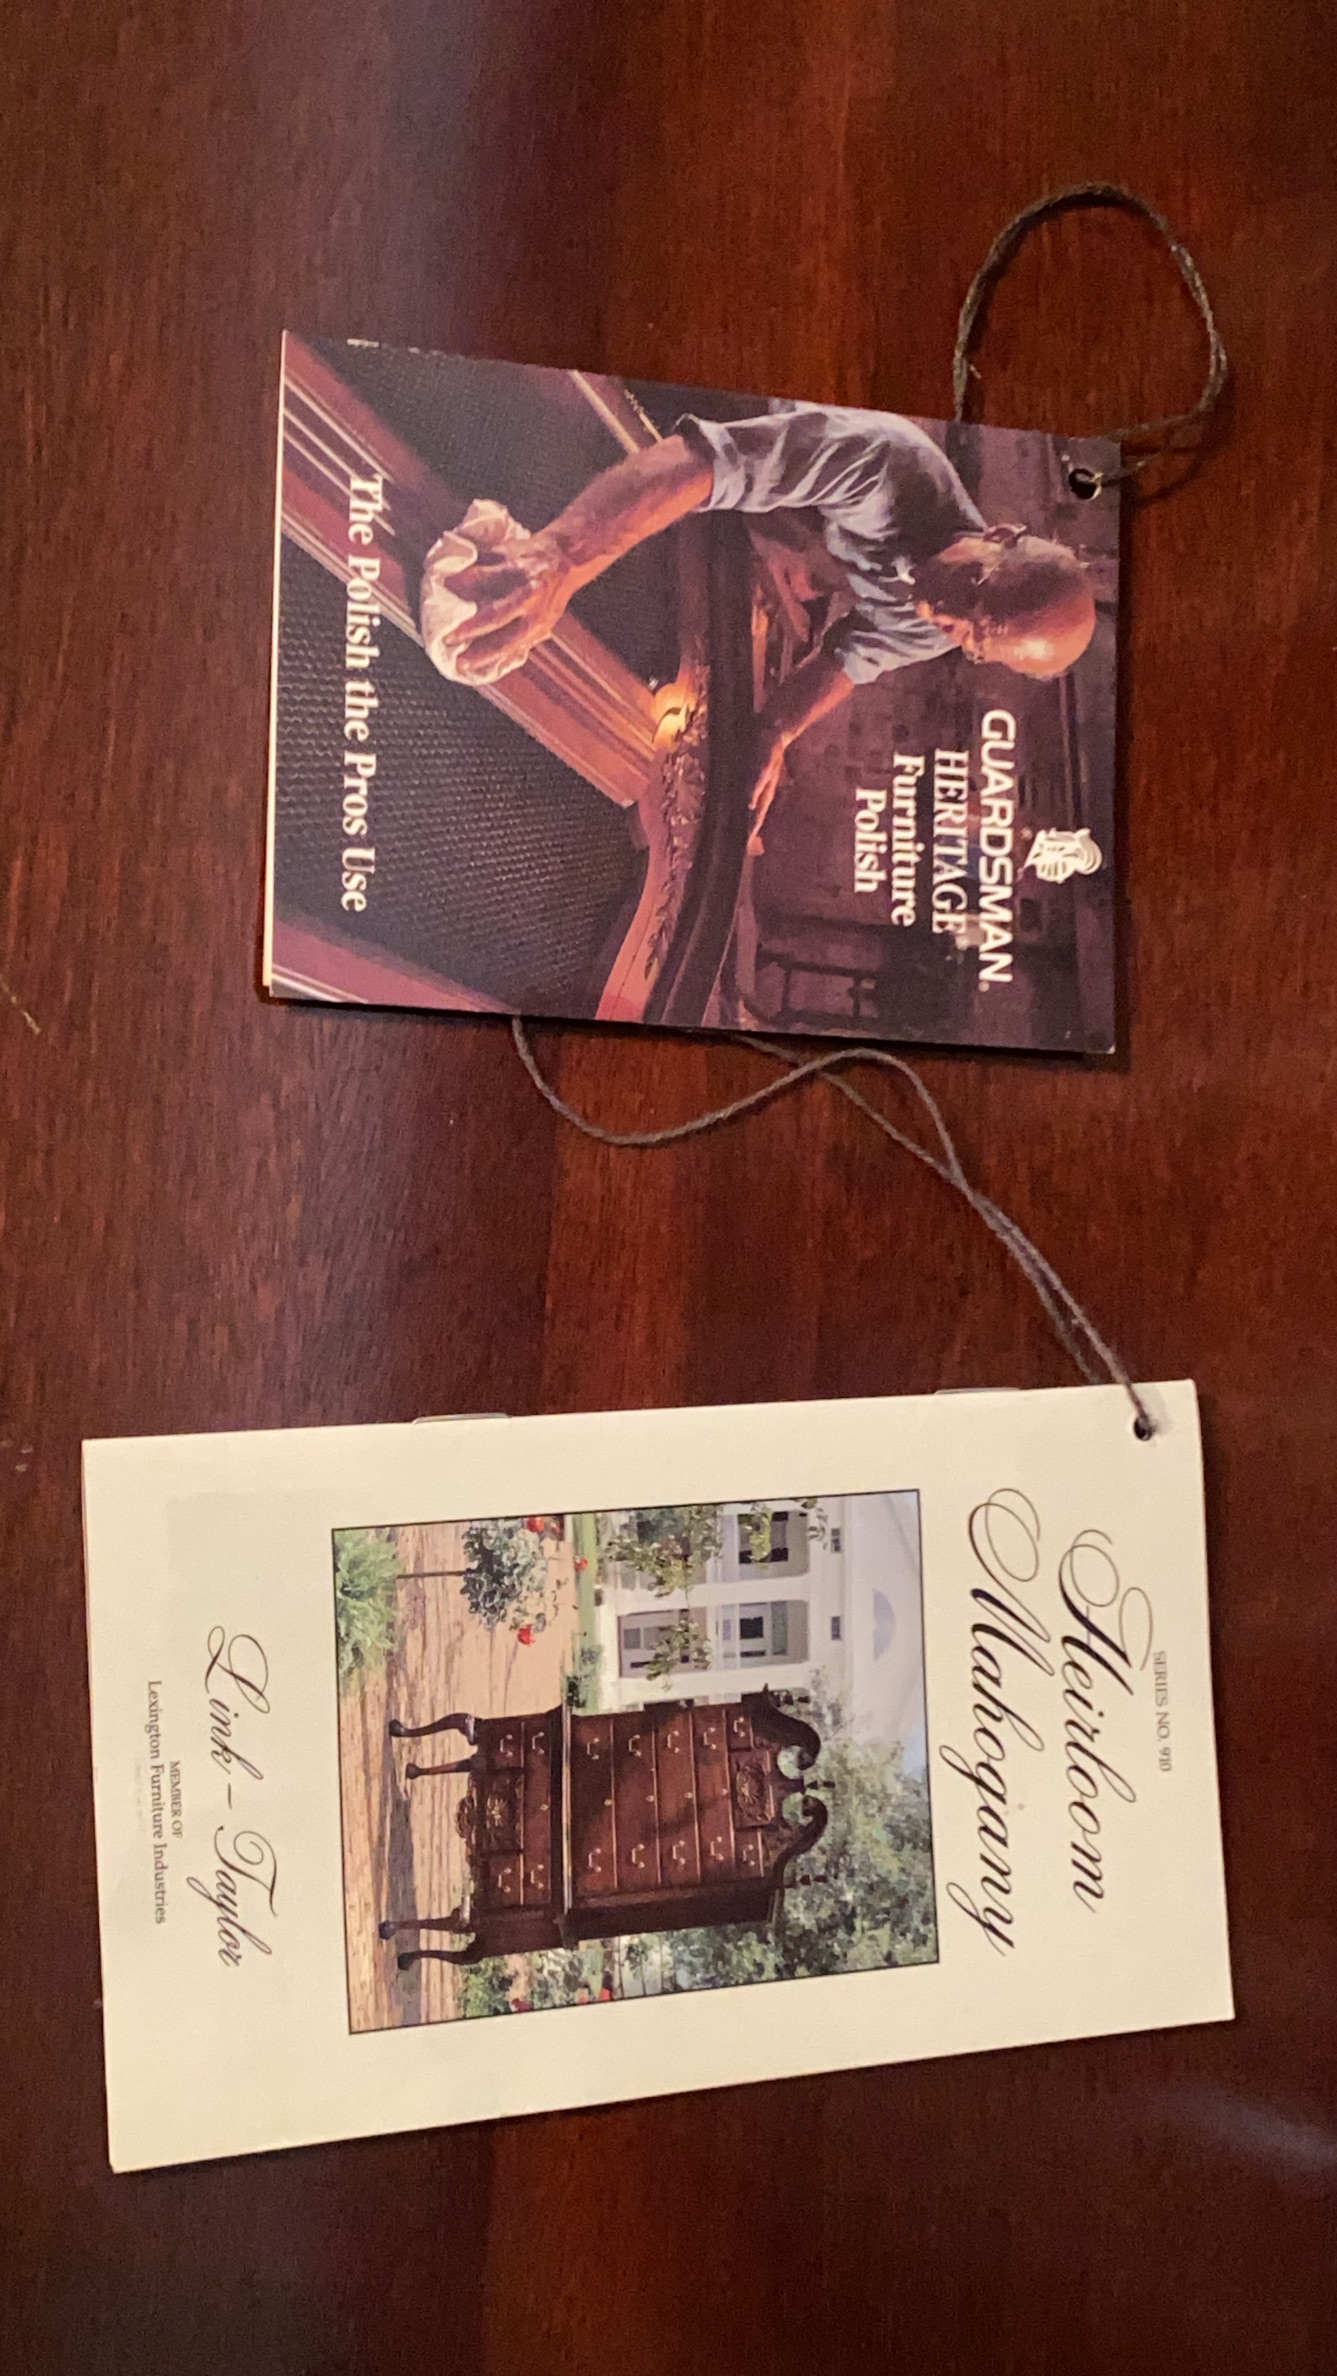 GUARDSMAN®
HERITAGE®
Furniture
Polish
The Polish the Pros Use
SERIES NO. 910
Heirloom
Mahogany
Link-Taylor
MEMBER OF
Lexington Furniture Industries